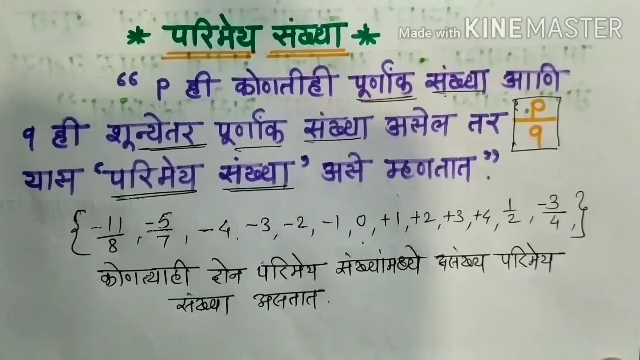 * परिमेय संख्या *
Made with KINEMASTER
“ P ही कोणतीही पूर्णांक संख्या आणि
q ही शून्येतर पूर्णांक संख्या असेल तर p/q
यास ‘परिमेय संख्या’ असे म्हणतात.”
{ -11/8, -5/7, -4, -3, -2, -1, 0, +1, +2, +3, +4, 1/2, -3/4, }
कोणत्याही दोन परिमेय संख्यांमध्ये असंख्य परिमेय
संख्या असतात.